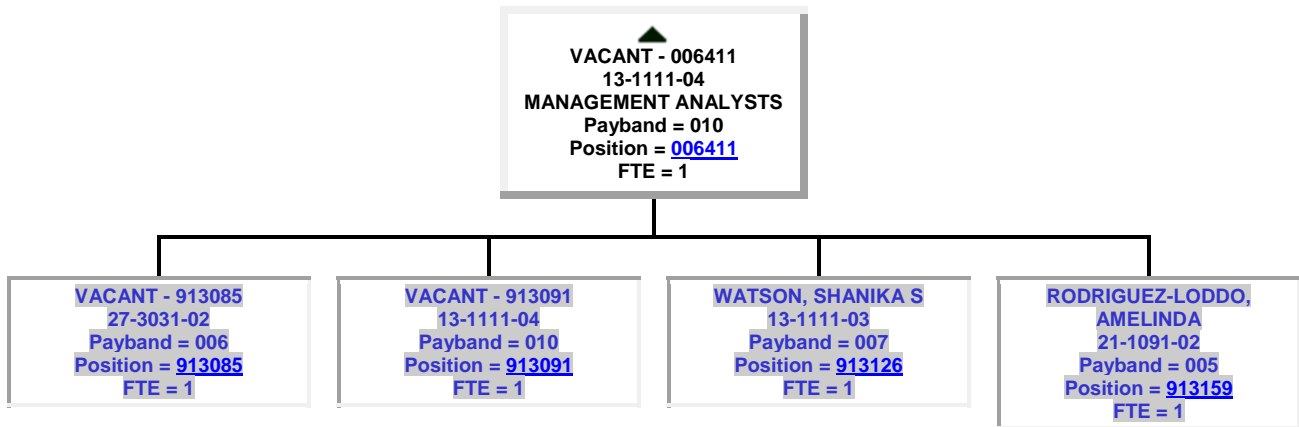 VACANT - 006411
13-1111-04
MANAGEMENT ANALYSTS
Payband = 010
Position = 006411
FTE = 1
VACANT - 913085
27-3031-02
Payband = 006
Position = 913085
FTE = 1
VACANT - 913091
13-1111-04
Payband = 010
Position = 913091
FTE = 1
WATSON, SHANIKA S
13-1111-03
Payband = 007
Position = 913126
FTE = 1
RODRIGUEZ-LODDO,
AMELINDA
21-1091-02
Payband = 005
Position = 913159
FTE = 1